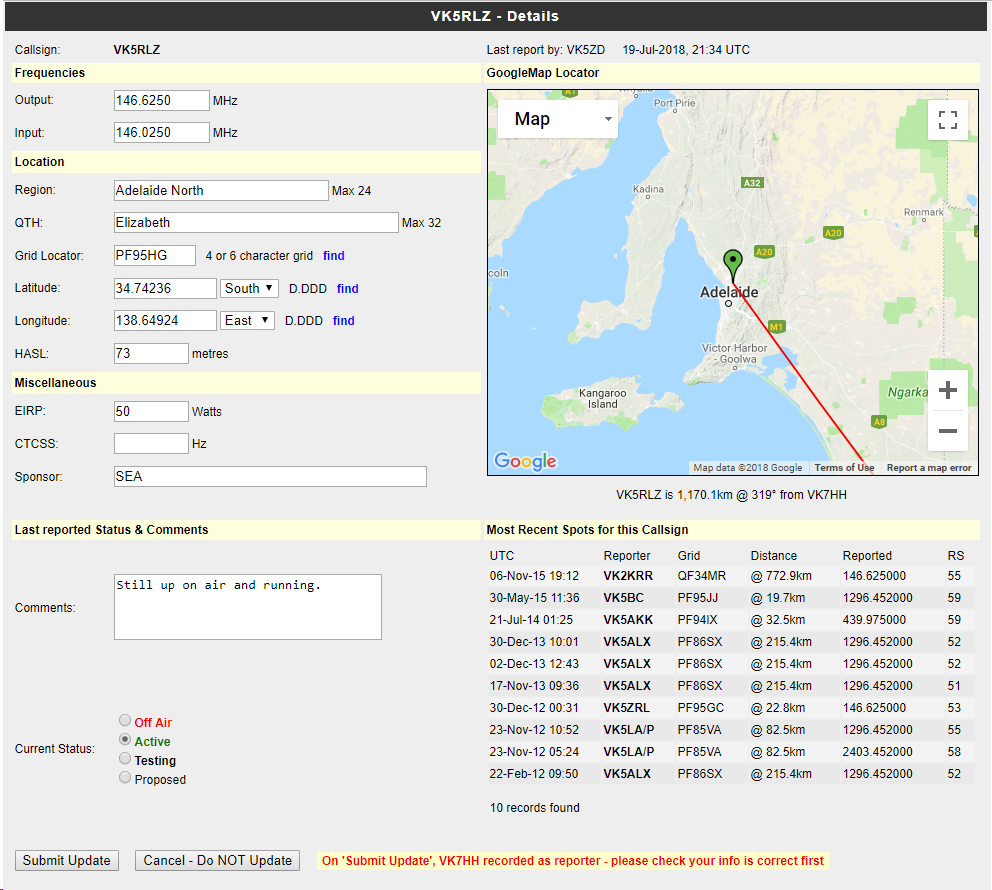 VK5RLZ - Details
Callsign: VK5RLZ
Last report by: VK5ZD 19-Jul-2018, 21:34 UTC
Frequencies
Output: 146.6250 MHz
Input: 146.0250 MHz
Location
Region: Adelaide North Max 24
QTH: Elizabeth Max 32
Grid Locator: PF95HG 4 or 6 character grid find
Latitude: 34.74236 South D.DDD find
Longitude: 138.64924 East D.DDD find
HASL: 73 metres
Miscellaneous
EIRP: 50 Watts
CTCSS: Hz
Sponsor: SEA
GoogleMap Locator
Map
A1
Port Pirie
A32
Kadina
Renmark
A20
A20
coln
Adelaide
M1
Victor Harbor - Goolwa
Kangaroo Island
Ngarka
A8
Google
Map data ©2018 Google Terms of Use Report a map error
VK5RLZ is 1,170.1km @ 319° from VK7HH
Last reported Status & Comments
Comments: Still up on air and running.
Current Status:
Off Air
Active
Testing
Proposed
Most Recent Spots for this Callsign
UTC Reporter Grid Distance Reported RS
06-Nov-15 19:12 VK2KRR QF34MR @ 772.9km 146.625000 55
30-May-15 11:36 VK5BC PF95JJ @ 19.7km 1296.452000 59
21-Jul-14 01:25 VK5AKK PF94IX @ 32.5km 439.975000 59
30-Dec-13 10:01 VK5ALX PF86SX @ 215.4km 1296.452000 52
02-Dec-13 12:43 VK5ALX PF86SX @ 215.4km 1296.452000 52
17-Nov-13 09:36 VK5ALX PF86SX @ 215.4km 1296.452000 51
30-Dec-12 00:31 VK5ZRL PF95GC @ 22.8km 146.625000 53
23-Nov-12 10:52 VK5LA/P PF85VA @ 82.5km 1296.452000 55
23-Nov-12 05:24 VK5LA/P PF85VA @ 82.5km 2403.452000 58
22-Feb-12 09:50 VK5ALX PF86SX @ 215.4km 1296.452000 52
10 records found
Submit Update Cancel - Do NOT Update On 'Submit Update', VK7HH recorded as reporter - please check your info is correct first